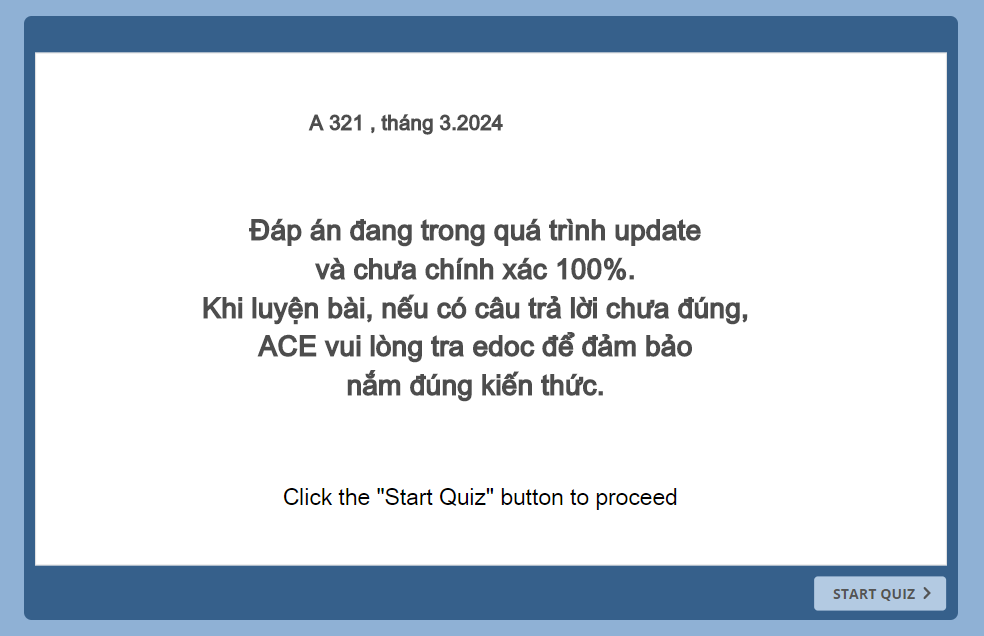 A 321 , tháng 3.2024
Đáp án đang trong quá trình update
và chưa chính xác 100%.
Khi luyện bài, nếu có câu trả lời chưa đúng,
ACE vui lòng tra edoc để đảm bảo
nắm đúng kiến thức.
Click the "Start Quiz" button to proceed
START QUIZ